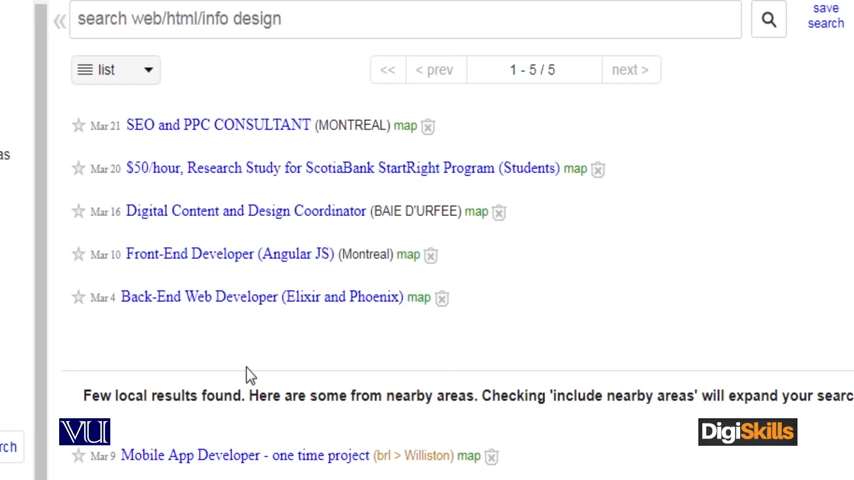 search web/html/info design
save
search
list
<< < prev 1 - 5 / 5 next >
as
Mar 21 SEO and PPC CONSULTANT (MONTREAL) map
Mar 20 $50/hour, Research Study for ScotiaBank StartRight Program (Students) map
Mar 16 Digital Content and Design Coordinator (BAIE D'URFEE) map
Mar 10 Front-End Developer (Angular JS) (Montreal) map
Mar 4 Back-End Web Developer (Elixir and Phoenix) map
Few local results found. Here are some from nearby areas. Checking 'include nearby areas' will expand your searc
VU
DigiSkills
rch
Mar 9 Mobile App Developer - one time project (brl > Williston) map